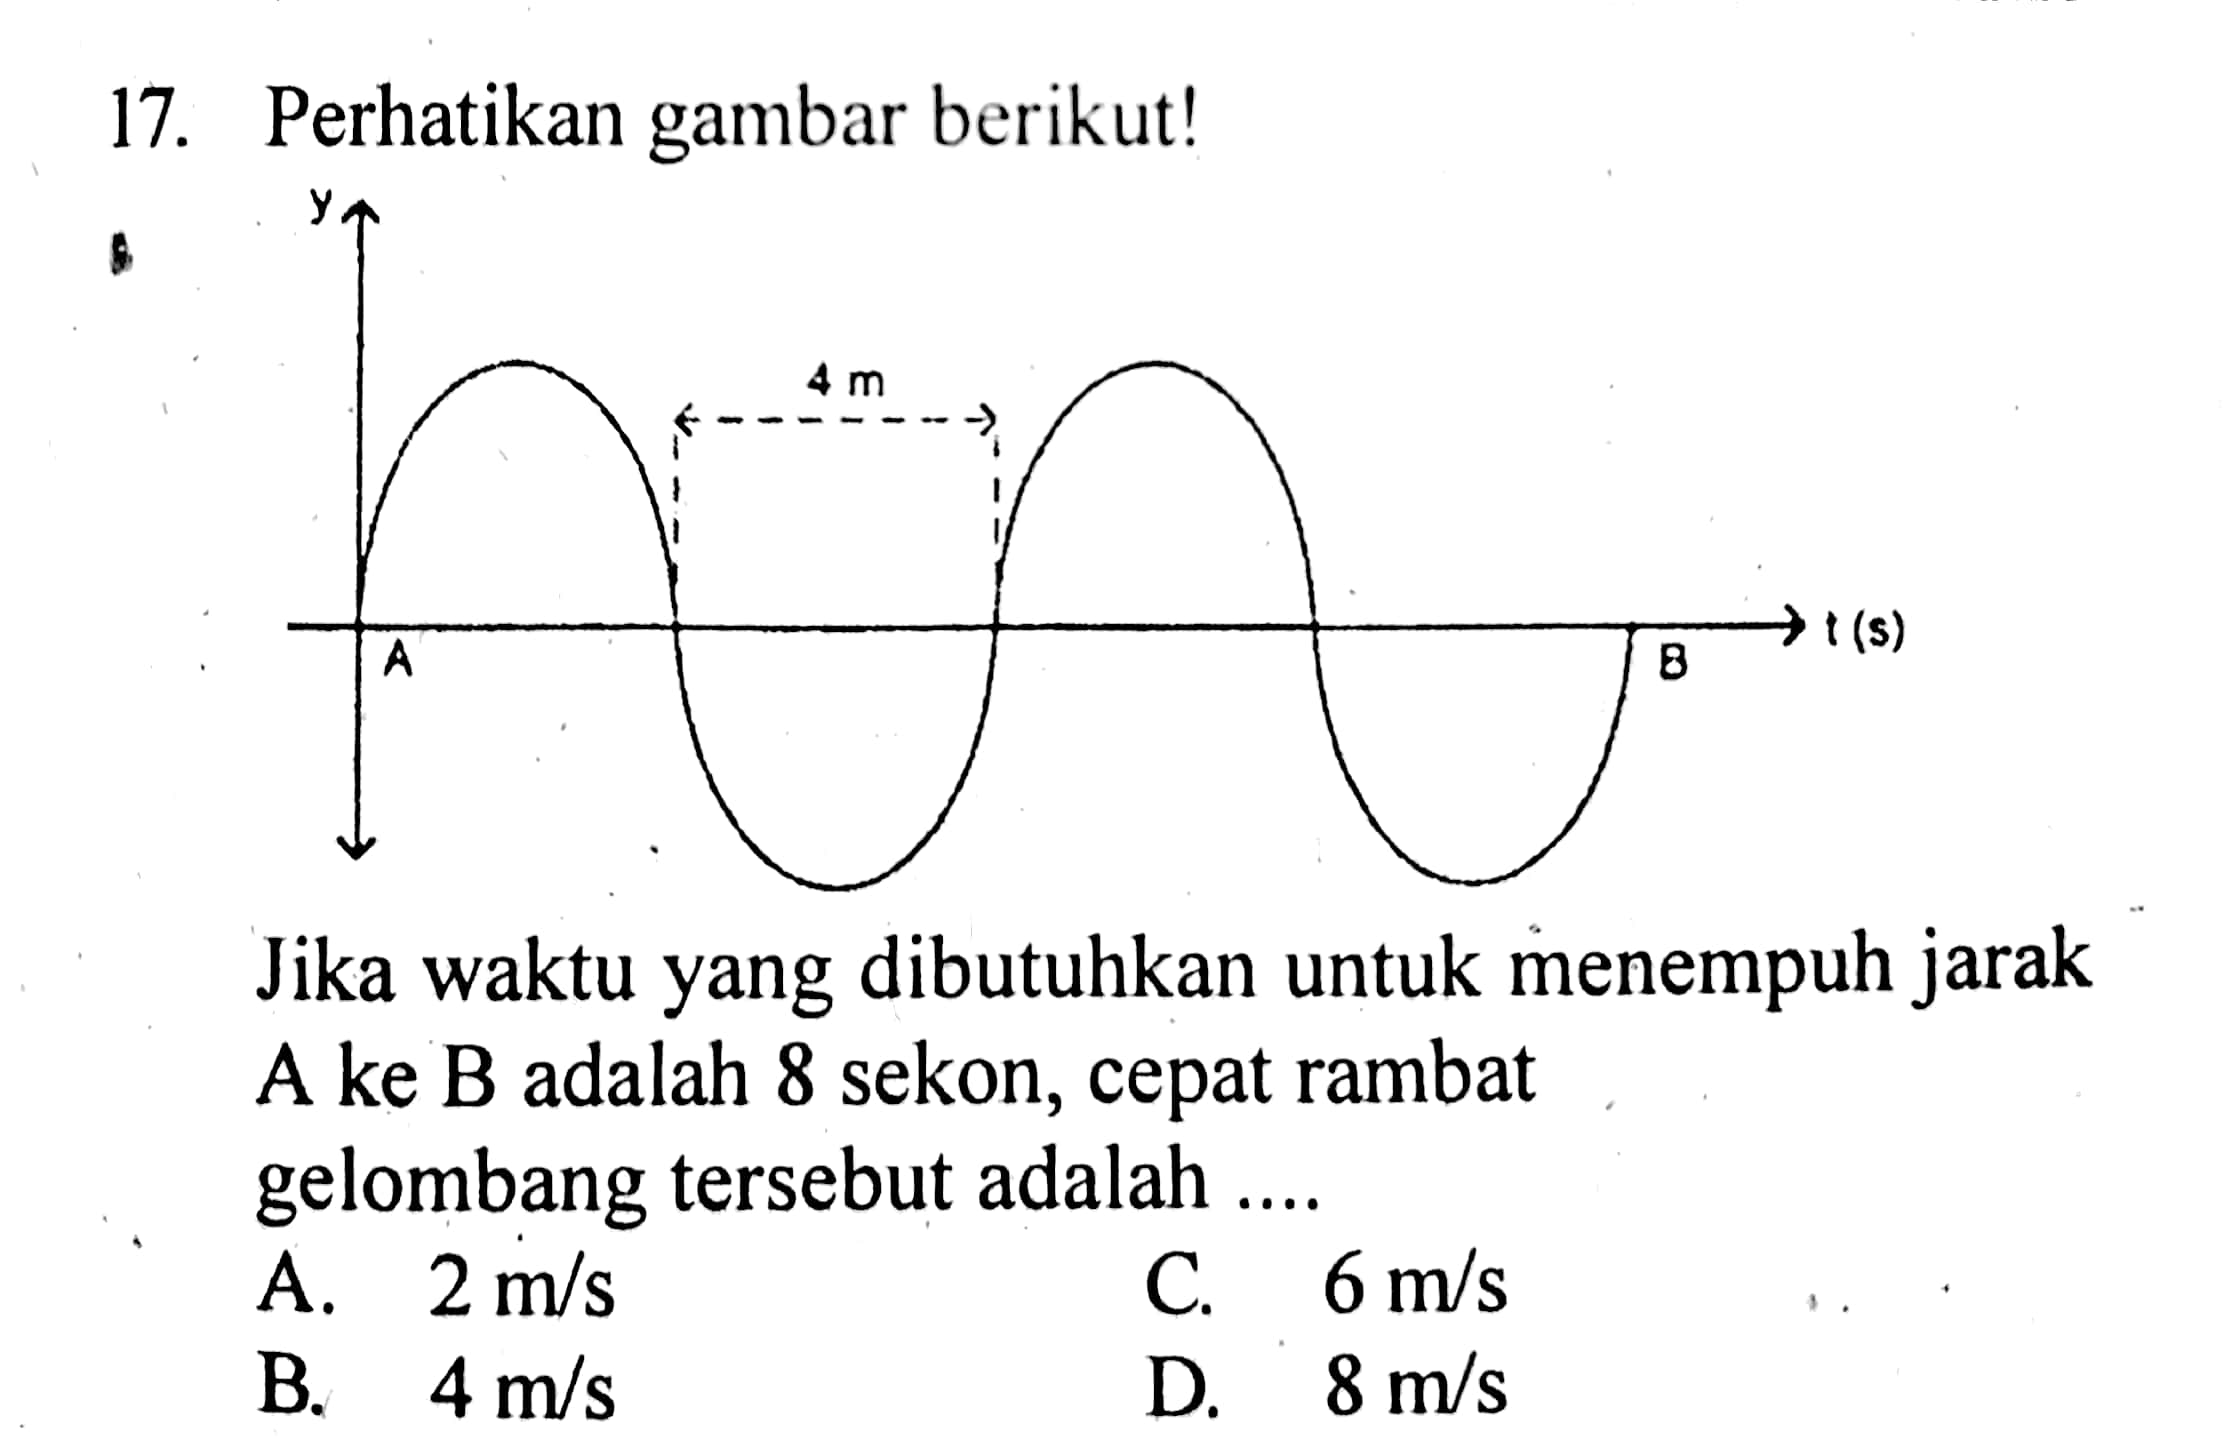 17. Perhatikan gambar berikut!
y
4 m
t (s)
A
B
Jika waktu yang dibutuhkan untuk menempuh jarak
A ke B adalah 8 sekon, cepat rambat
gelombang tersebut adalah ....
A. 2 m/s C. 6 m/s
B. 4 m/s D. 8 m/s